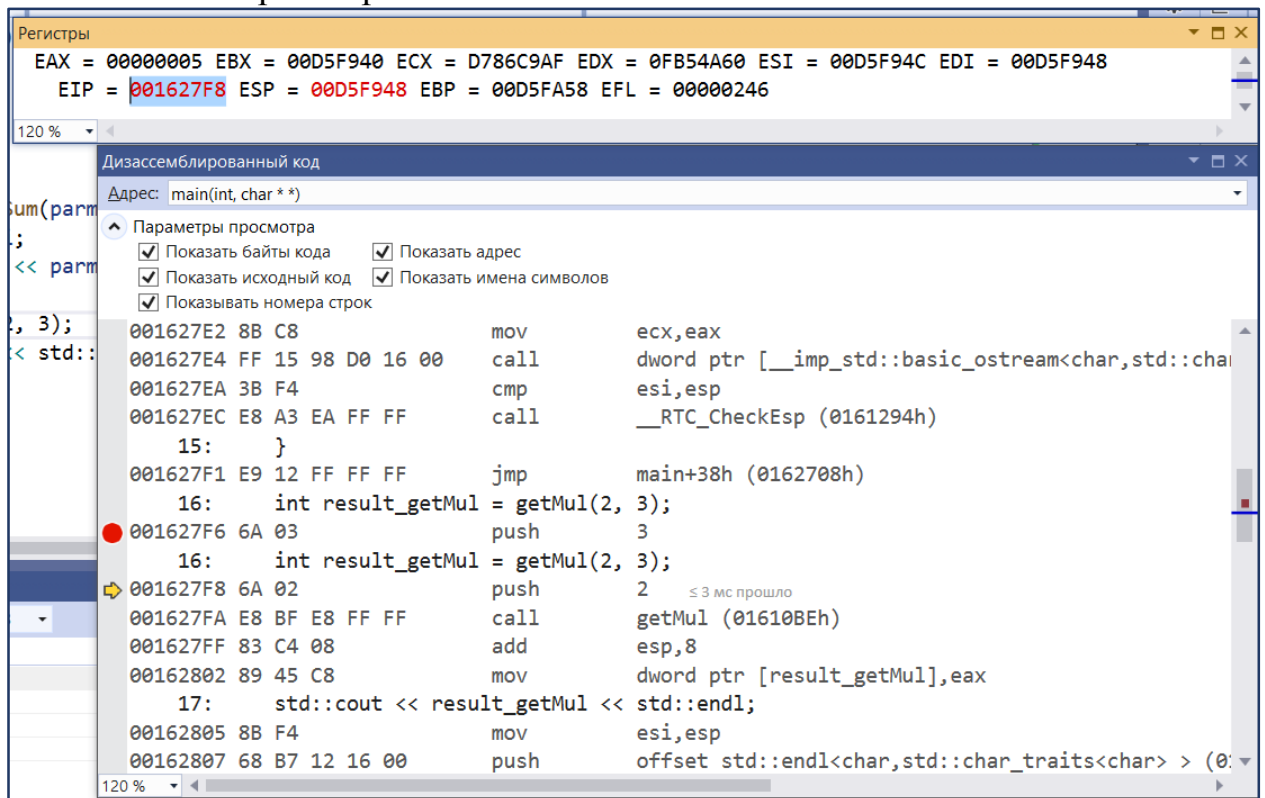 Регистры
EAX = 00000005 EBX = 00D5F940 ECX = D786C9AF EDX = 0FB54A60 ESI = 00D5F94C EDI = 00D5F948
EIP = 001627F8 ESP = 00D5F948 EBP = 00D5FA58 EFL = 00000246
120 %
Дизассемблированный код
Адрес: main(int, char * *)
Sum(parm
;
<< parm
, 3);
< std::
Параметры просмотра
Показать байты кода Показать адрес
Показать исходный код Показать имена символов
Показывать номера строк
001627E2 8B C8 mov ecx,eax
001627E4 FF 15 98 D0 16 00 call dword ptr [__imp_std::basic_ostream<char,std::char
001627EA 3B F4 cmp esi,esp
001627EC E8 A3 EA FF FF call __RTC_CheckEsp (0161294h)
15: }
001627F1 E9 12 FF FF FF jmp main+38h (0162708h)
16: int result_getMul = getMul(2, 3);
001627F6 6A 03 push 3
16: int result_getMul = getMul(2, 3);
001627F8 6A 02 push 2 ≤ 3 мс прошло
001627FA E8 BF E8 FF FF call getMul (01610BEh)
001627FF 83 C4 08 add esp,8
00162802 89 45 C8 mov dword ptr [result_getMul],eax
17: std::cout << result_getMul << std::endl;
00162805 8B F4 mov esi,esp
00162807 68 B7 12 16 00 push offset std::endl<char,std::char_traits<char> > (0
120 %